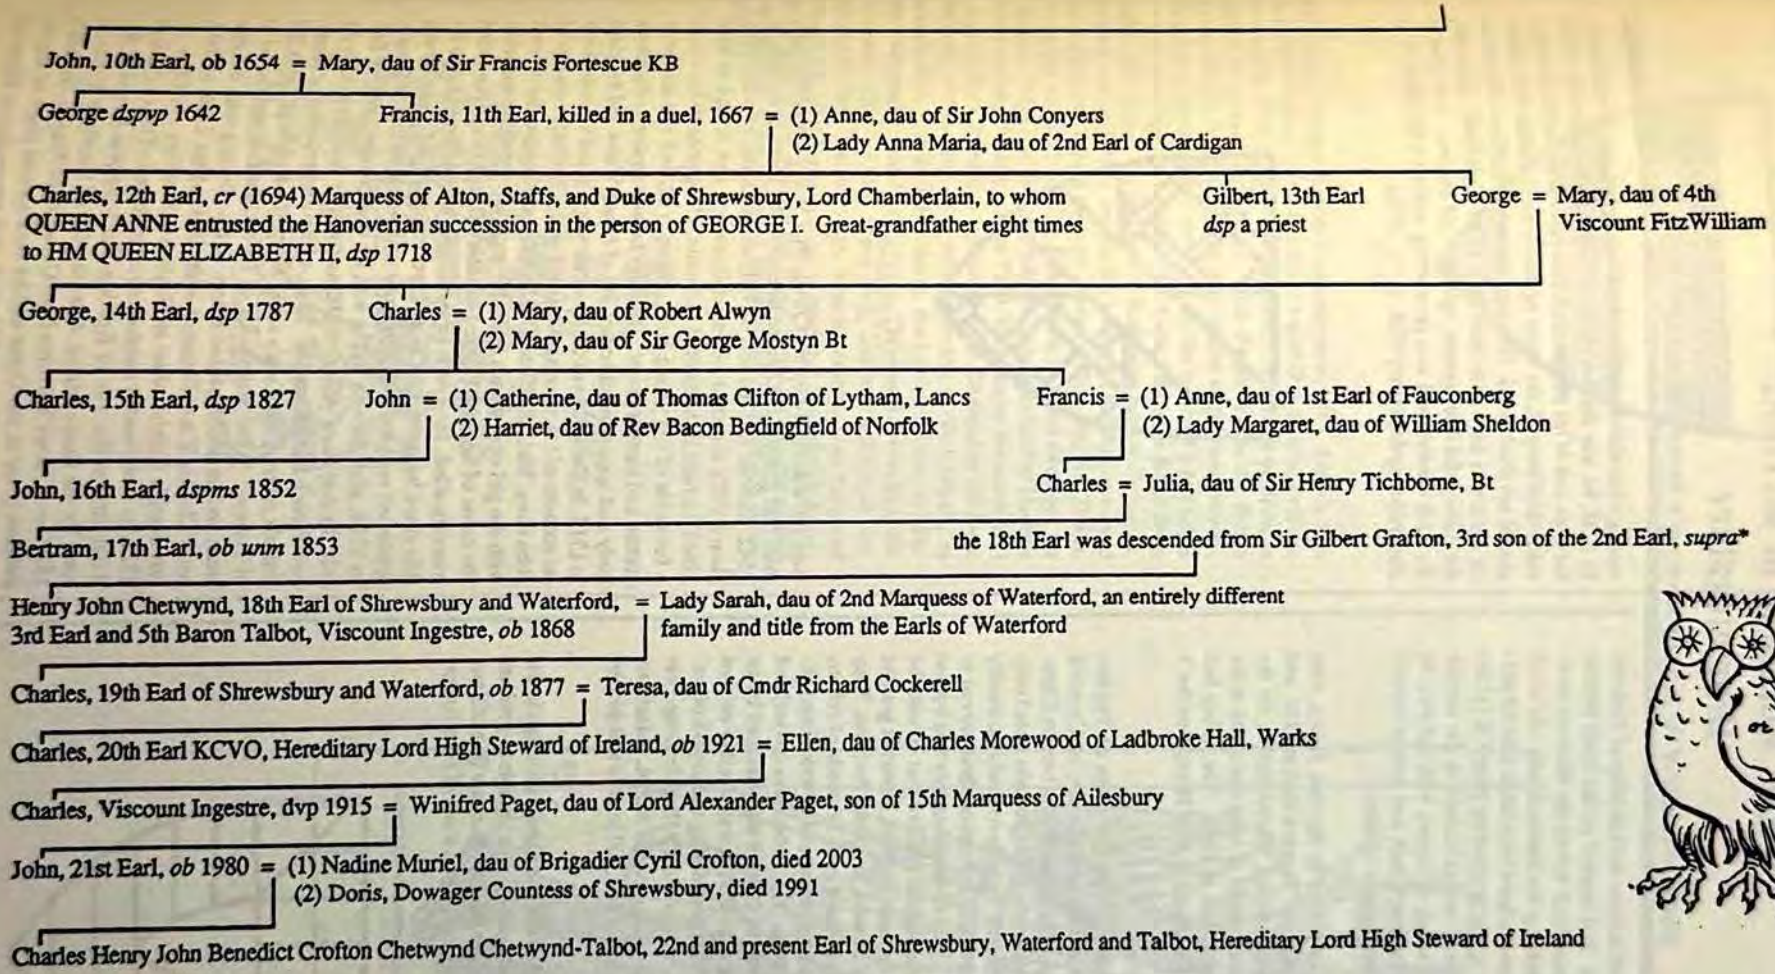 John, 10th Earl, ob 1654 = Mary, dau of Sir Francis Fortescue KB
George dspvp 1642
Francis, 11th Earl, killed in a duel, 1667 = (1) Anne, dau of Sir John Conyers
(2) Lady Anna Maria, dau of 2nd Earl of Cardigan
Charles, 12th Earl, cr (1694) Marquess of Alton, Staffs, and Duke of Shrewsbury, Lord Chamberlain, to whom
QUEEN ANNE entrusted the Hanoverian successsion in the person of GEORGE I. Great-grandfather eight times
to HM QUEEN ELIZABETH II, dsp 1718
Gilbert, 13th Earl
dsp a priest
George = Mary, dau of 4th
Viscount FitzWilliam
George, 14th Earl, dsp 1787
Charles = (1) Mary, dau of Robert Alwyn
(2) Mary, dau of Sir George Mostyn Bt
Charles, 15th Earl, dsp 1827
John = (1) Catherine, dau of Thomas Clifton of Lytham, Lancs
(2) Harriet, dau of Rev Bacon Bedingfield of Norfolk
Francis = (1) Anne, dau of 1st Earl of Fauconberg
(2) Lady Margaret, dau of William Sheldon
John, 16th Earl, dspms 1852
Charles = Julia, dau of Sir Henry Tichborne, Bt
Bertram, 17th Earl, ob unm 1853
the 18th Earl was descended from Sir Gilbert Grafton, 3rd son of the 2nd Earl, supra*
Henry John Chetwynd, 18th Earl of Shrewsbury and Waterford, = Lady Sarah, dau of 2nd Marquess of Waterford, an entirely different
3rd Earl and 5th Baron Talbot, Viscount Ingestre, ob 1868
family and title from the Earls of Waterford
Charles, 19th Earl of Shrewsbury and Waterford, ob 1877 = Teresa, dau of Cmdr Richard Cockerell
Charles, 20th Earl KCVO, Hereditary Lord High Steward of Ireland, ob 1921 = Ellen, dau of Charles Morewood of Ladbroke Hall, Warks
Charles, Viscount Ingestre, dvp 1915 = Winifred Paget, dau of Lord Alexander Paget, son of 15th Marquess of Ailesbury
John, 21st Earl, ob 1980 = (1) Nadine Muriel, dau of Brigadier Cyril Crofton, died 2003
(2) Doris, Dowager Countess of Shrewsbury, died 1991
Charles Henry John Benedict Crofton Chetwynd Chetwynd-Talbot, 22nd and present Earl of Shrewsbury, Waterford and Talbot, Hereditary Lord High Steward of Ireland
or